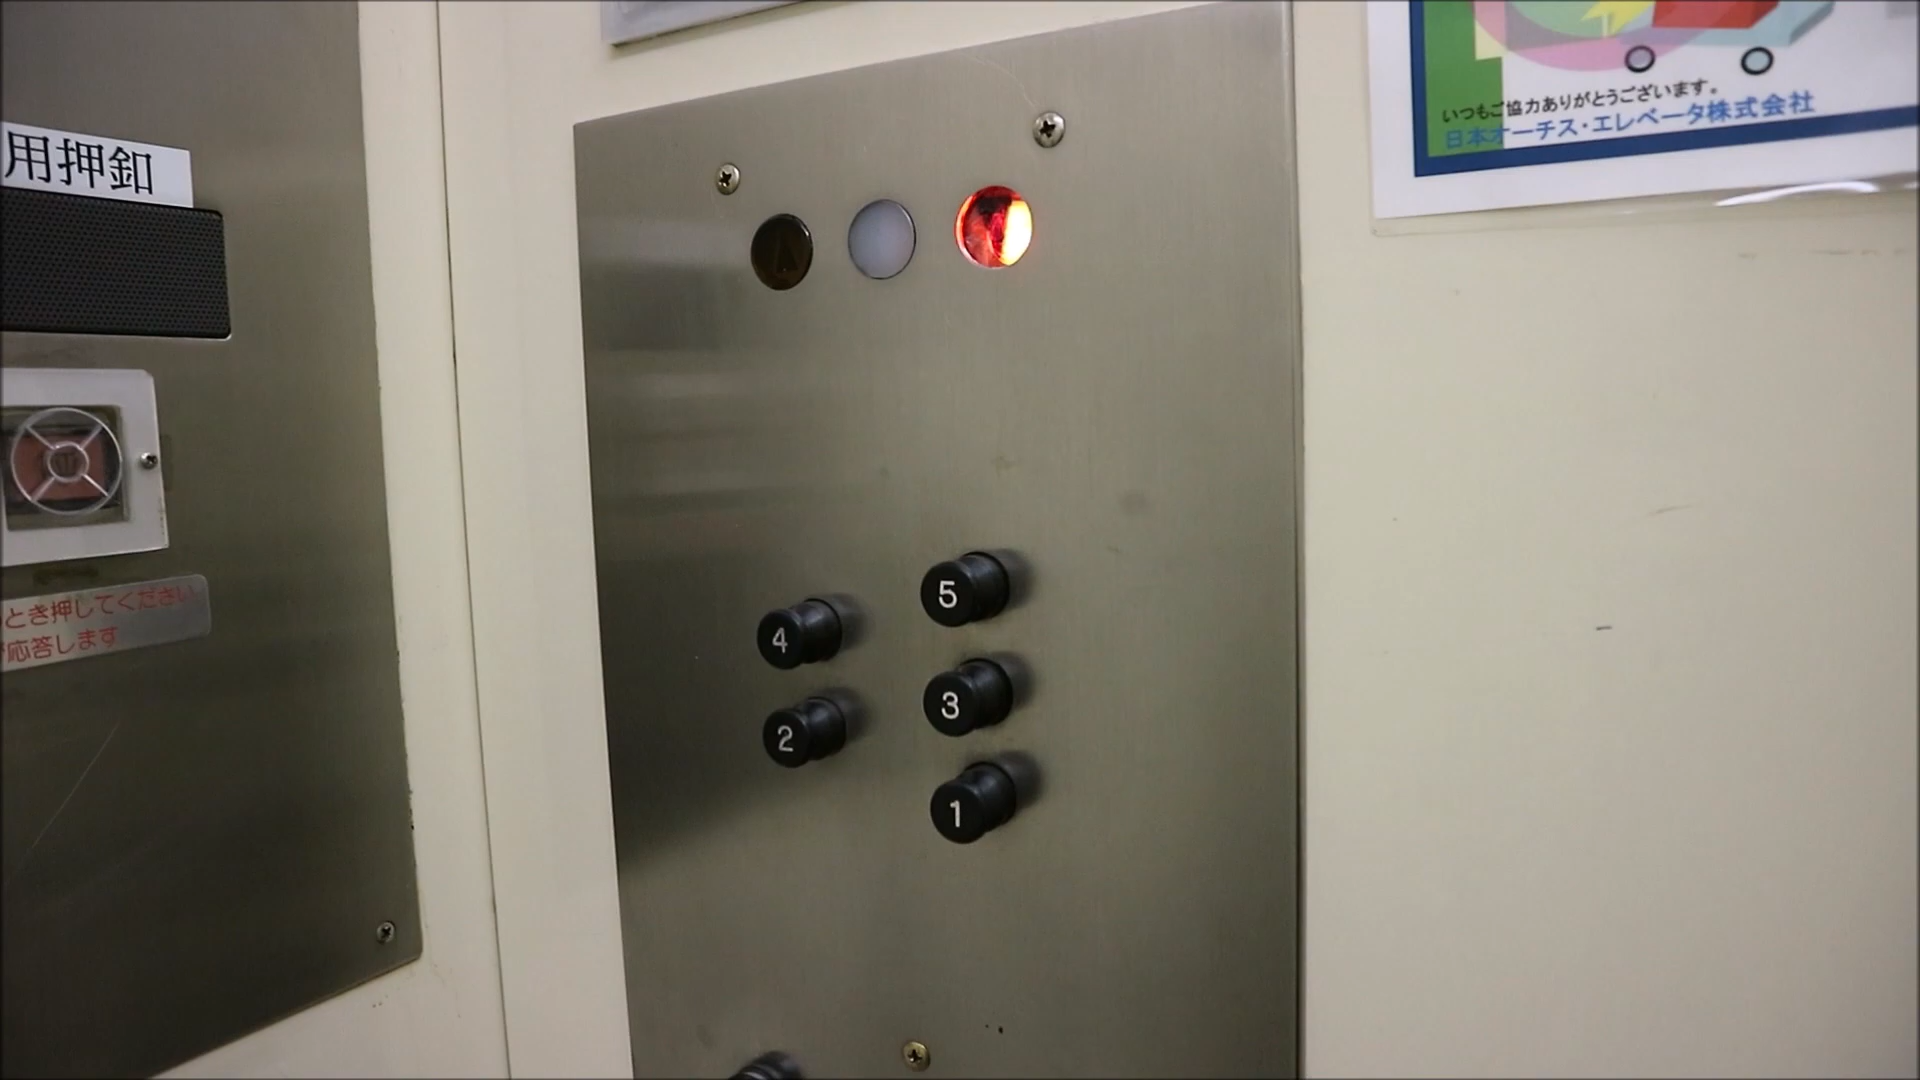 用押釦
とき押してください
応答します
4
5
2
3
1
いつもご協力ありがとうございます。
日本オーチス・エレベータ株式会社